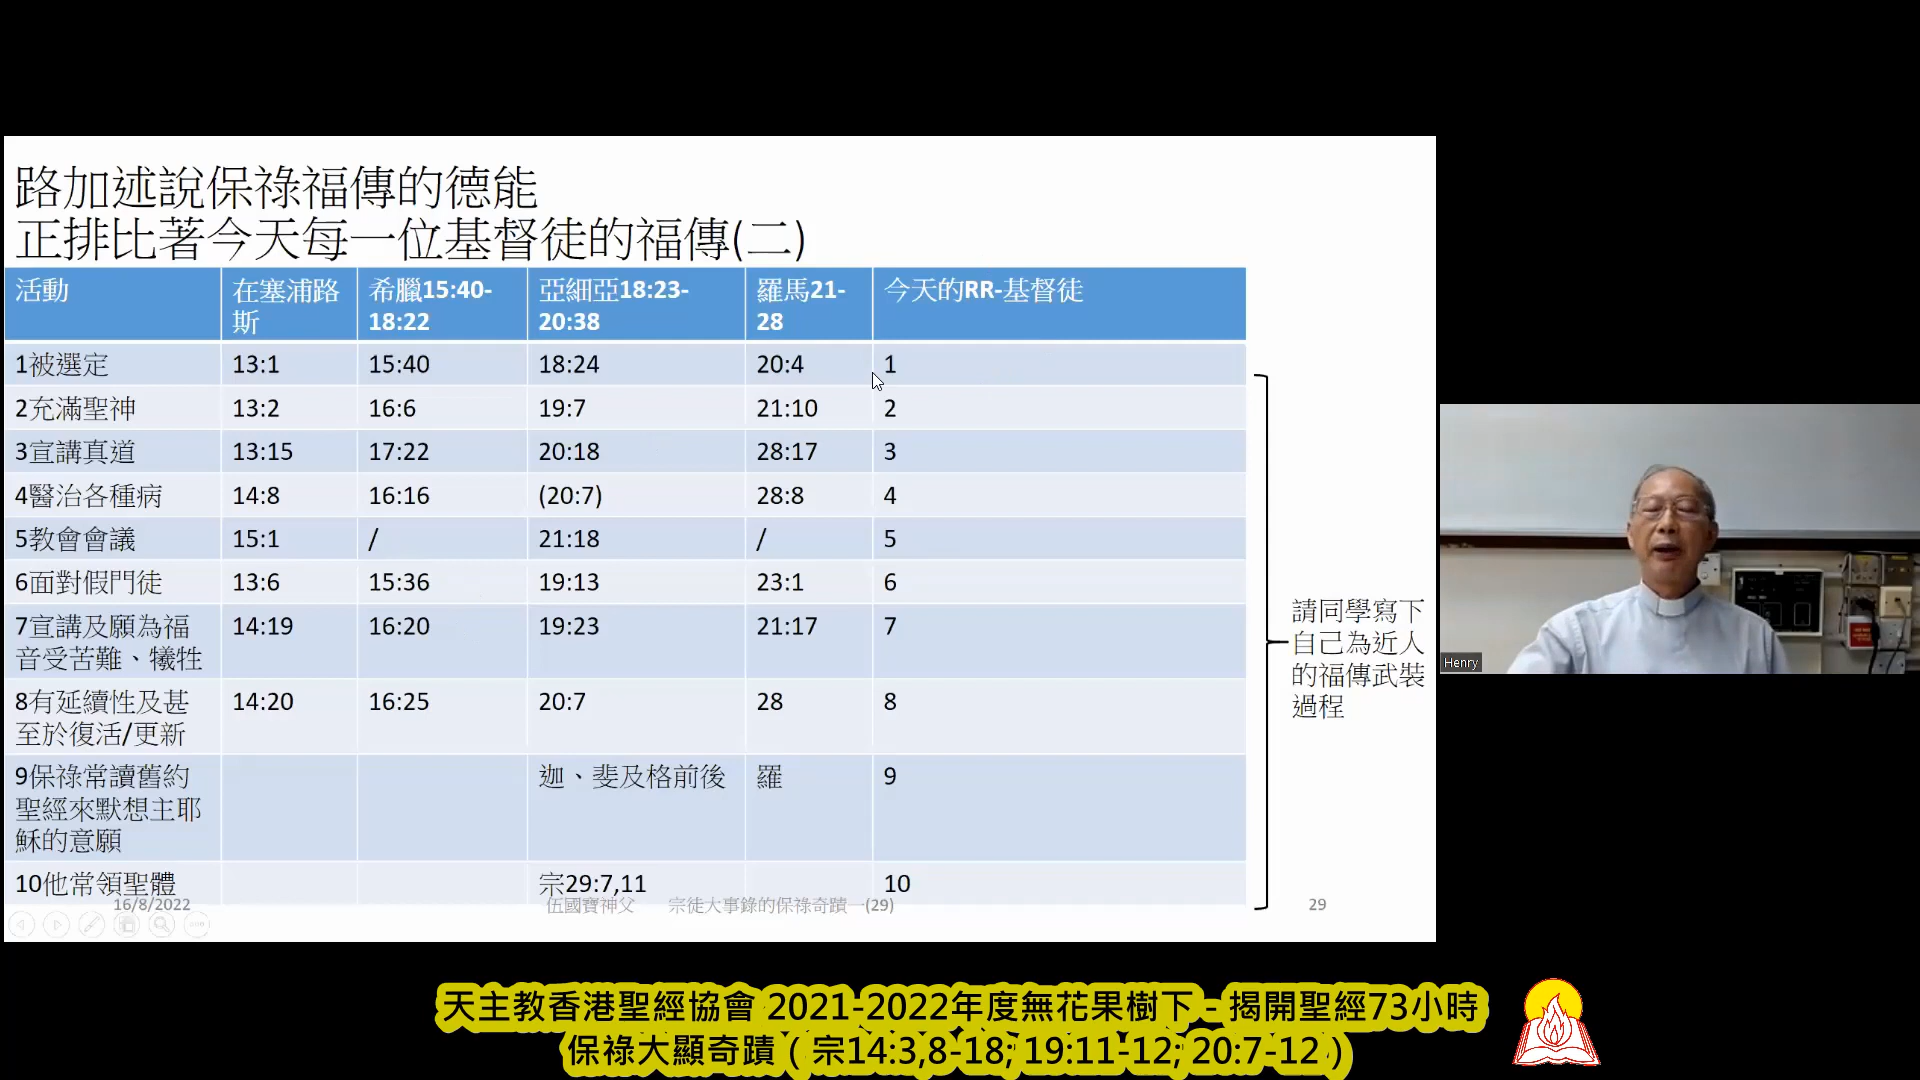 路加述說保祿福傳的德能
正排比著今天每一位基督徒的福傳(二)
活動 在塞浦路斯 希臘15:40-18:22 亞細亞18:23-20:38 羅馬21-28 今天的RR-基督徒
1被選定 13:1 15:40 18:24 20:4 1
2充滿聖神 13:2 16:6 19:7 21:10 2
3宣講真道 13:15 17:22 20:18 28:17 3
4醫治各種病 14:8 16:16 (20:7) 28:8 4
5教會會議 15:1 / 21:18 / 5
6面對假門徒 13:6 15:36 19:13 23:1 6
7宣講及願為福音受苦難、犧牲 14:19 16:20 19:23 21:17 7
8有延續性及甚至於復活/更新 14:20 16:25 20:7 28 8
9保祿常讀舊約聖經來默想主耶穌的意願 迦、斐及格前後 羅 9
10他常領聖體 宗29:7,11 10
請同學寫下
自己為近人
的福傳武裝
過程
16/8/2022 伍國寶神父 宗徒大事錄的保祿奇蹟一(29) 29
Henry
天主教香港聖經協會 2021-2022年度無花果樹下 - 揭開聖經73小時
保祿大顯奇蹟（宗14:3,8-18; 19:11-12; 20:7-12）